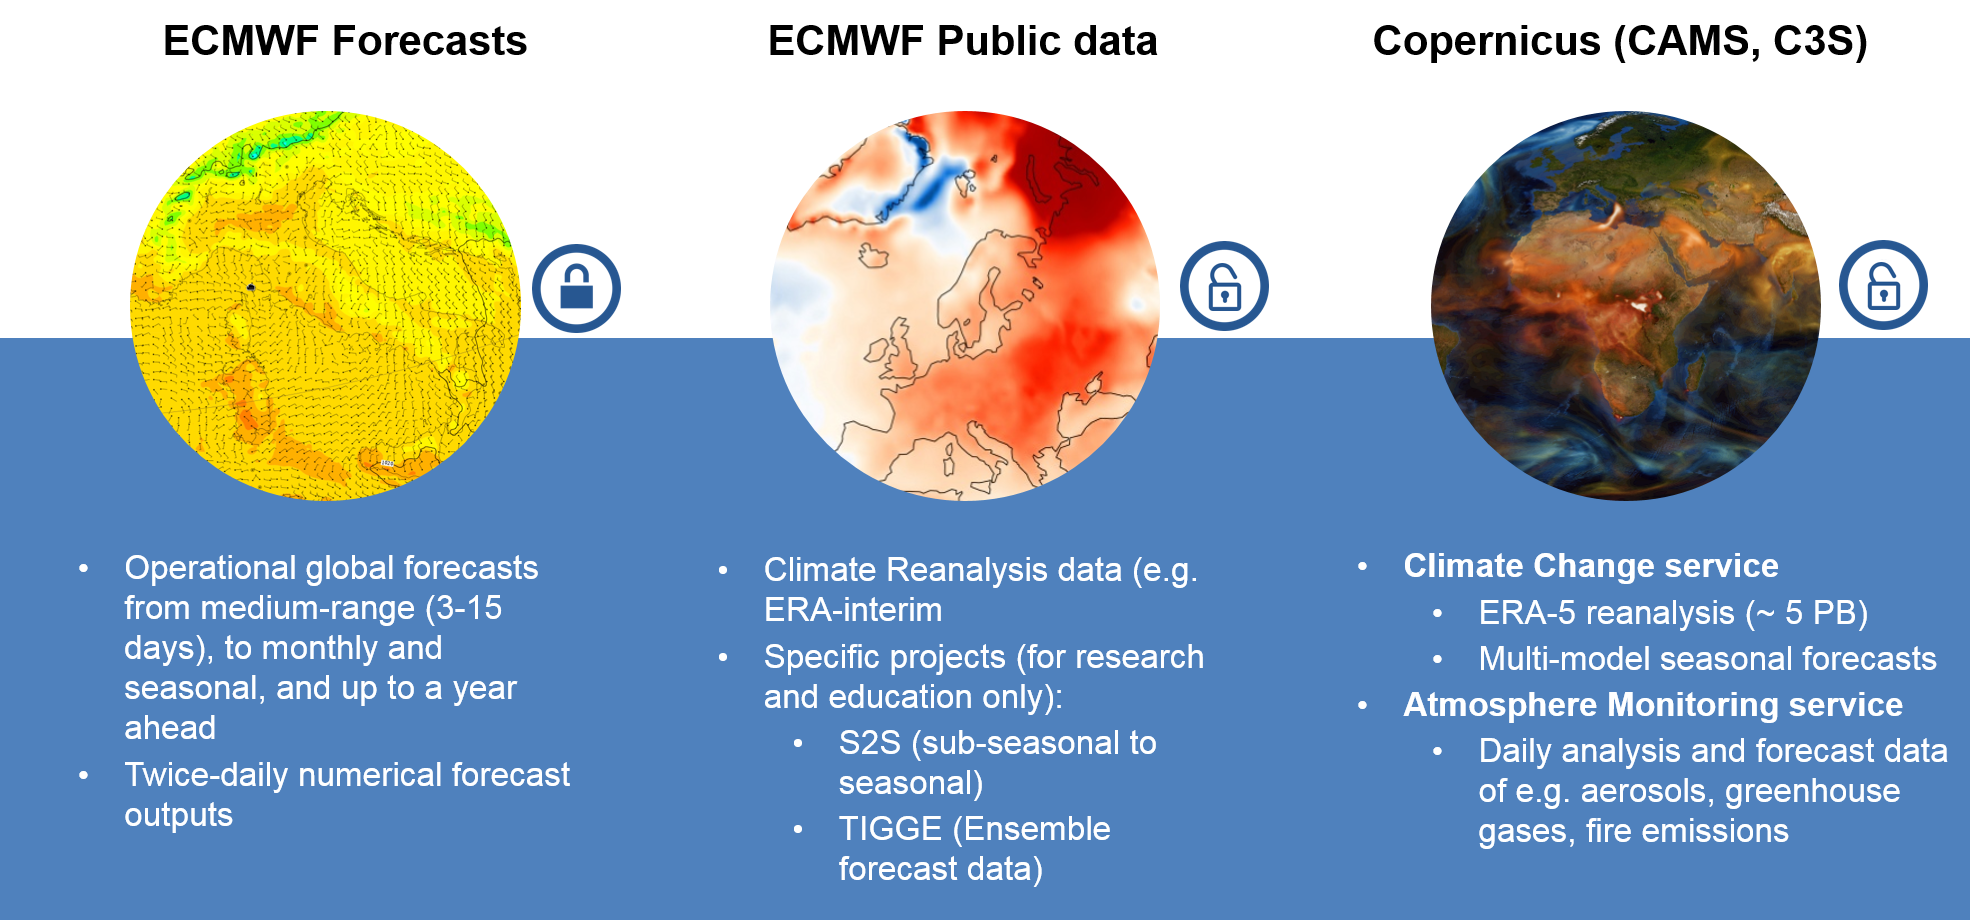 ECMWF Forecasts
ECMWF Public data
Copernicus (CAMS, C3S)
• Operational global forecasts
from medium-range (3-15
days), to monthly and
seasonal, and up to a year
ahead
• Twice-daily numerical forecast
outputs
• Climate Reanalysis data (e.g.
ERA-interim
• Specific projects (for research
and education only):
• S2S (sub-seasonal to
seasonal)
• TIGGE (Ensemble
forecast data)
• Climate Change service
• ERA-5 reanalysis (~ 5 PB)
• Multi-model seasonal forecasts
• Atmosphere Monitoring service
• Daily analysis and forecast data
of e.g. aerosols, greenhouse
gases, fire emissions